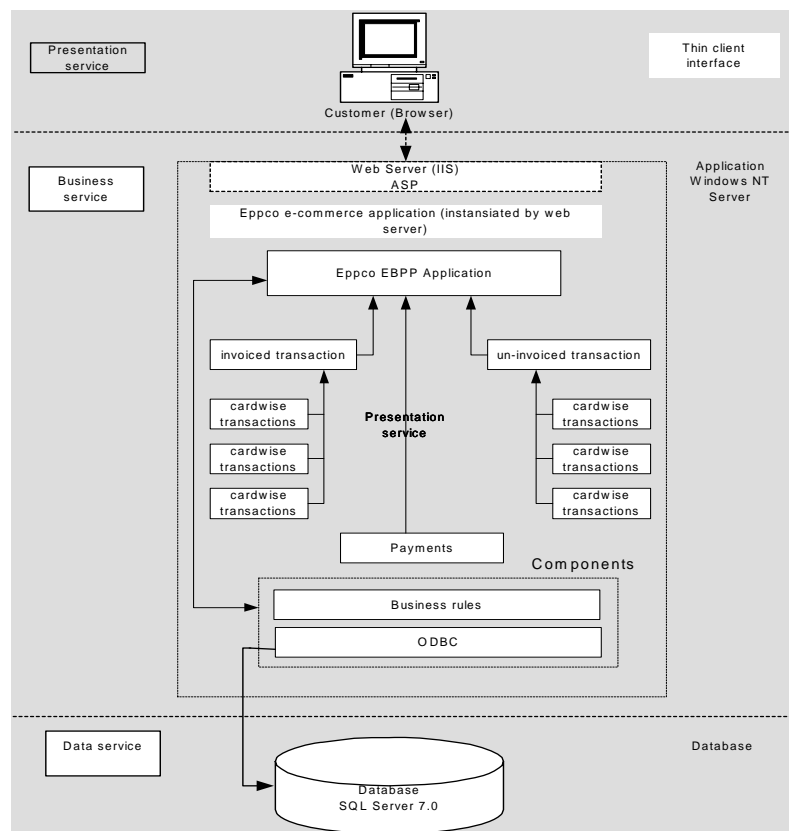 Presentation
service
Thin client
interface
Customer (Browser)
Web Server (IIS)
ASP
Application
Windows NT
Server
Business
service
Eppco e-commerce application (instansiated by web
server)
Eppco EBPP Application
invoiced transaction
un-invoiced transaction
cardwise
transactions
cardwise
transactions
cardwise
transactions
Presentation
service
cardwise
transactions
cardwise
transactions
cardwise
transactions
Payments
Components
Business rules
ODBC
Data service
Database
Database
SQL Server 7.0